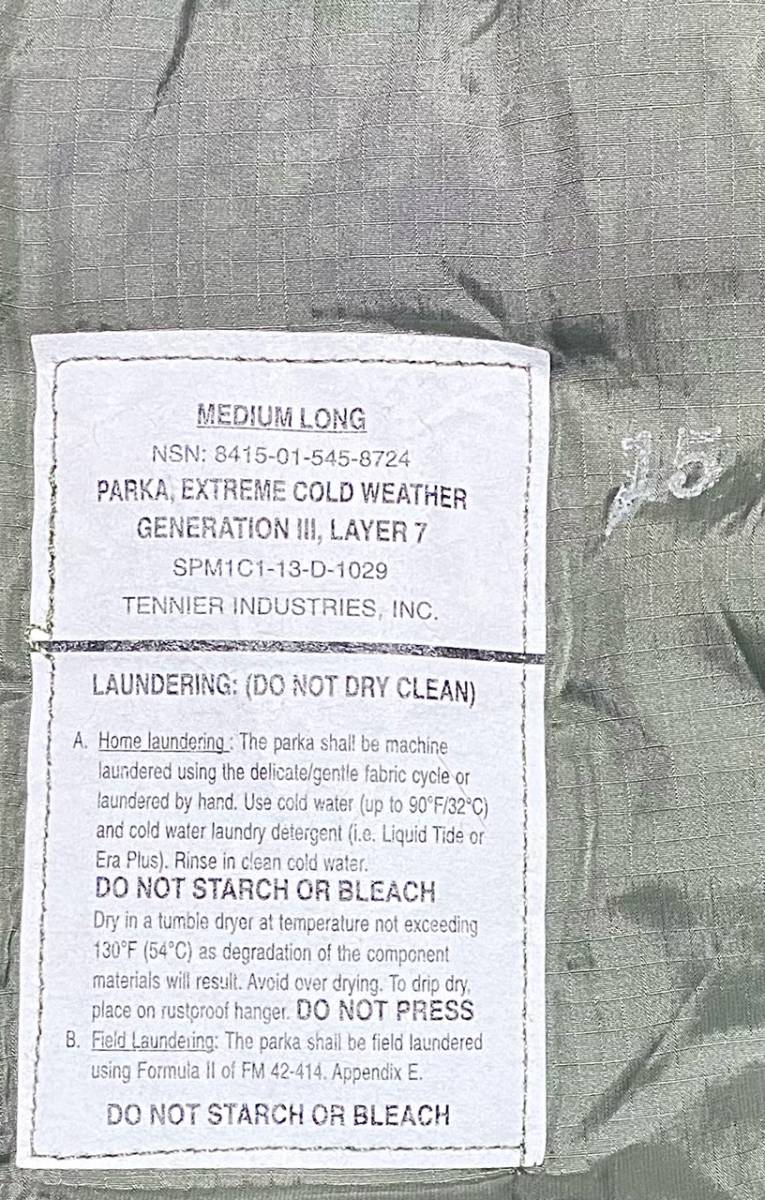 MEDIUM LONG
NSN: 8415-01-545-8724
PARKA, EXTREME COLD WEATHER
GENERATION III, LAYER 7
SPM1C1-13-D-1029
TENNIER INDUSTRIES, INC.
15
LAUNDERING: (DO NOT DRY CLEAN)
A. Home laundering : The parka shall be machine
laundered using the delicate/gentle fabric cycle or
laundered by hand. Use cold water (up to 90°F/32°C)
and cold water laundry detergent (i.e. Liquid Tide or
Era Plus). Rinse in clean cold water.
DO NOT STARCH OR BLEACH
Dry in a tumble dryer at temperature not exceeding
130°F (54°C) as degradation of the component
materials will result. Avoid over drying. To drip dry,
place on rustproof hanger. DO NOT PRESS
B. Field Laundering: The parka shall be field laundered
using Formula II of FM 42-414. Appendix E.
DO NOT STARCH OR BLEACH